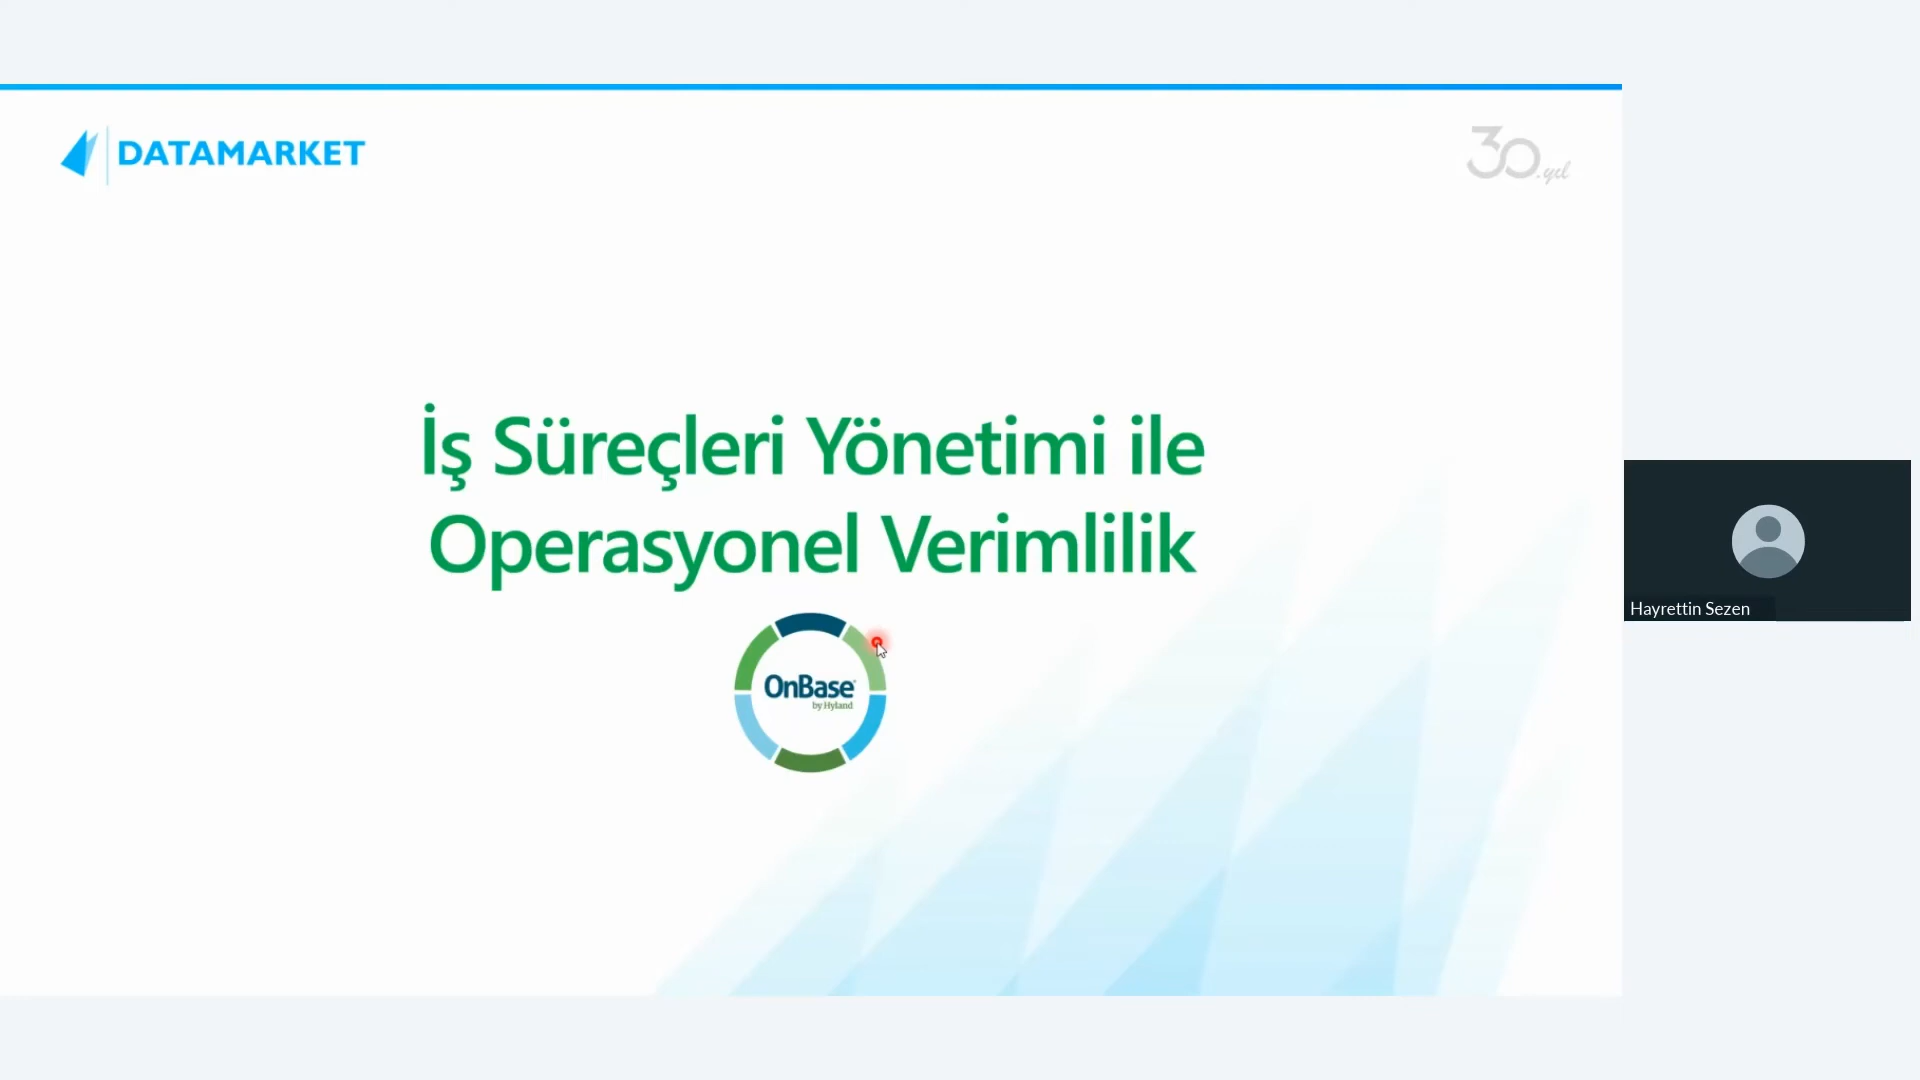 DATAMARKET
30.yıl
İş Süreçleri Yönetimi ile
Operasyonel Verimlilik
OnBase®
by Hyland
Hayrettin Sezen